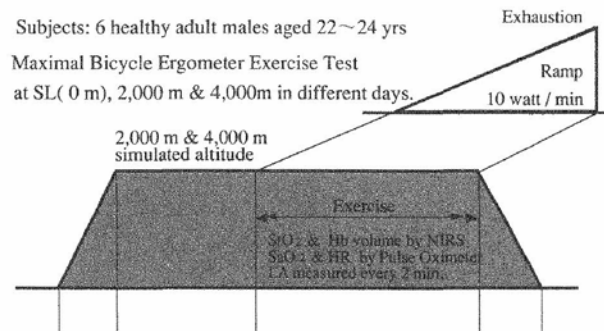 Subjects: 6 healthy adult males aged 22～24 yrs
Exhaustion
Maximal Bicycle Ergometer Exercise Test
Ramp
at SL( 0 m), 2,000 m & 4,000m in different days.
10 watt / min
2,000 m & 4,000 m
simulated altitude
Exercise
StO2 & Hb volume by NIRS
SaO2 & HR by Pulse Oximeter
LA measured every 2 min.